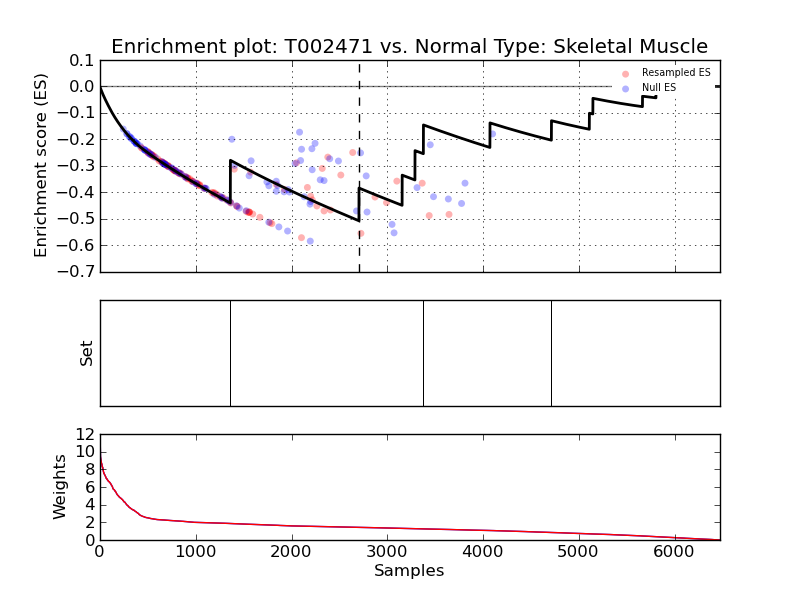 Enrichment plot: T002471 vs. Normal Type: Skeletal Muscle
Enrichment score (ES)
0.1
0.0
−0.1
−0.2
−0.3
−0.4
−0.5
−0.6
−0.7
Resampled ES
Null ES
Set
Weights
12
10
8
6
4
2
0
0 1000 2000 3000 4000 5000 6000
Samples